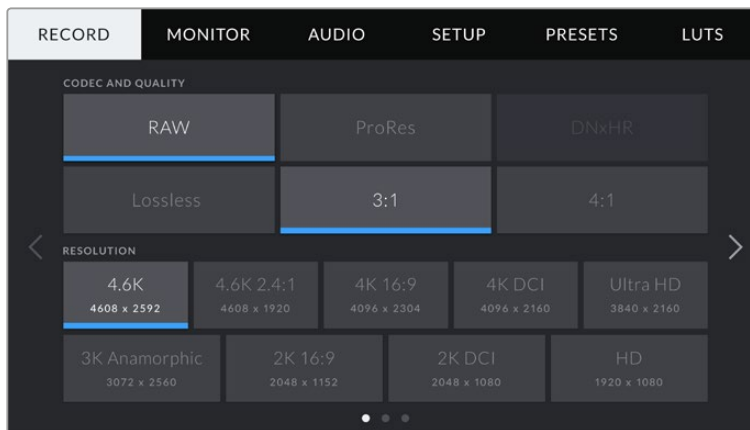 RECORD MONITOR AUDIO SETUP PRESETS LUTS
CODEC AND QUALITY
RAW ProRes DNxHR
Lossless 3:1 4:1
RESOLUTION
4.6K 4.6K 2.4:1 4K 16:9 4K DCI Ultra HD
4608 x 2592 4608 x 1920 4096 x 2304 4096 x 2160 3840 x 2160
3K Anamorphic 2K 16:9 2K DCI HD
3072 x 2560 2048 x 1152 2048 x 1080 1920 x 1080